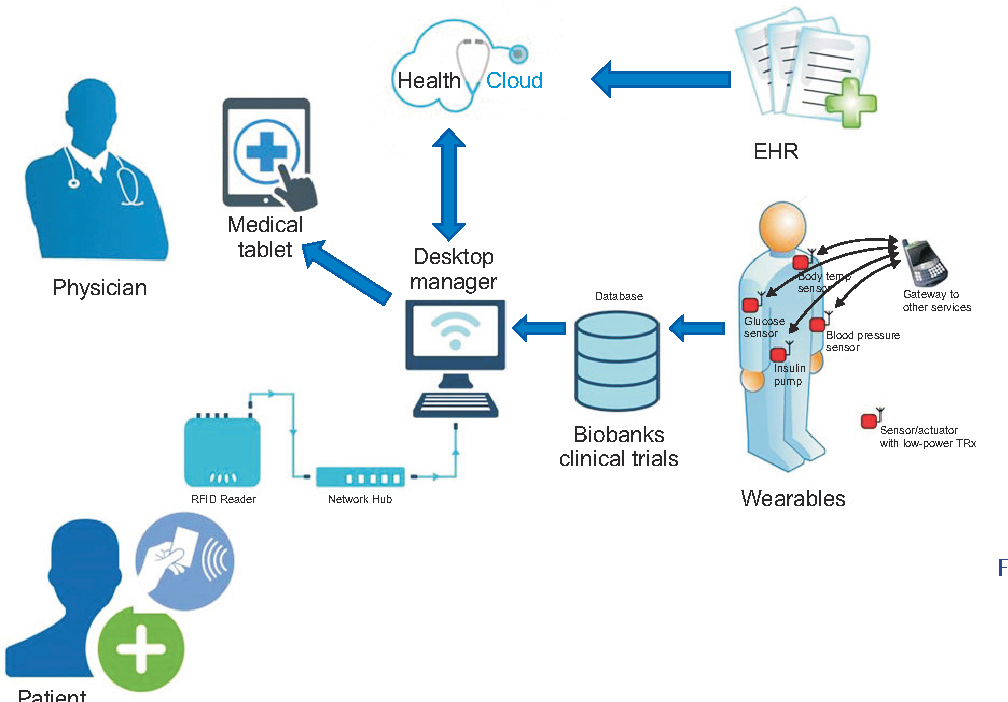 Health Cloud
EHR
Medical
tablet
Physician
Desktop
manager
Database
Body temp
sensor
Gateway to
other services
Glucose
sensor
Blood pressure
sensor
Insulin
pump
Biobanks
clinical trials
Sensor/actuator
with low-power TRx
Wearables
RFID Reader
Network Hub
F
Patient